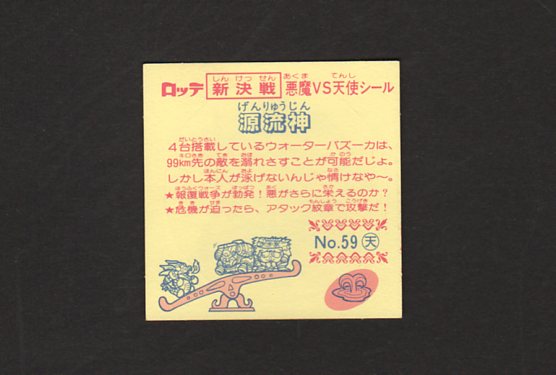 ロッテ 新決戦 悪魔VS天使シール
源流神
4台搭載しているウォーターバズーカは、
99km先の敵を溺れさすことが可能だじょ。
しかし本人が泳げないんじゃ情けなや〜。
★報復戦争が勃発!悪がさらに栄えるのか?
★危機が迫ったら、アタック紋章で攻撃だ!
No.59 天